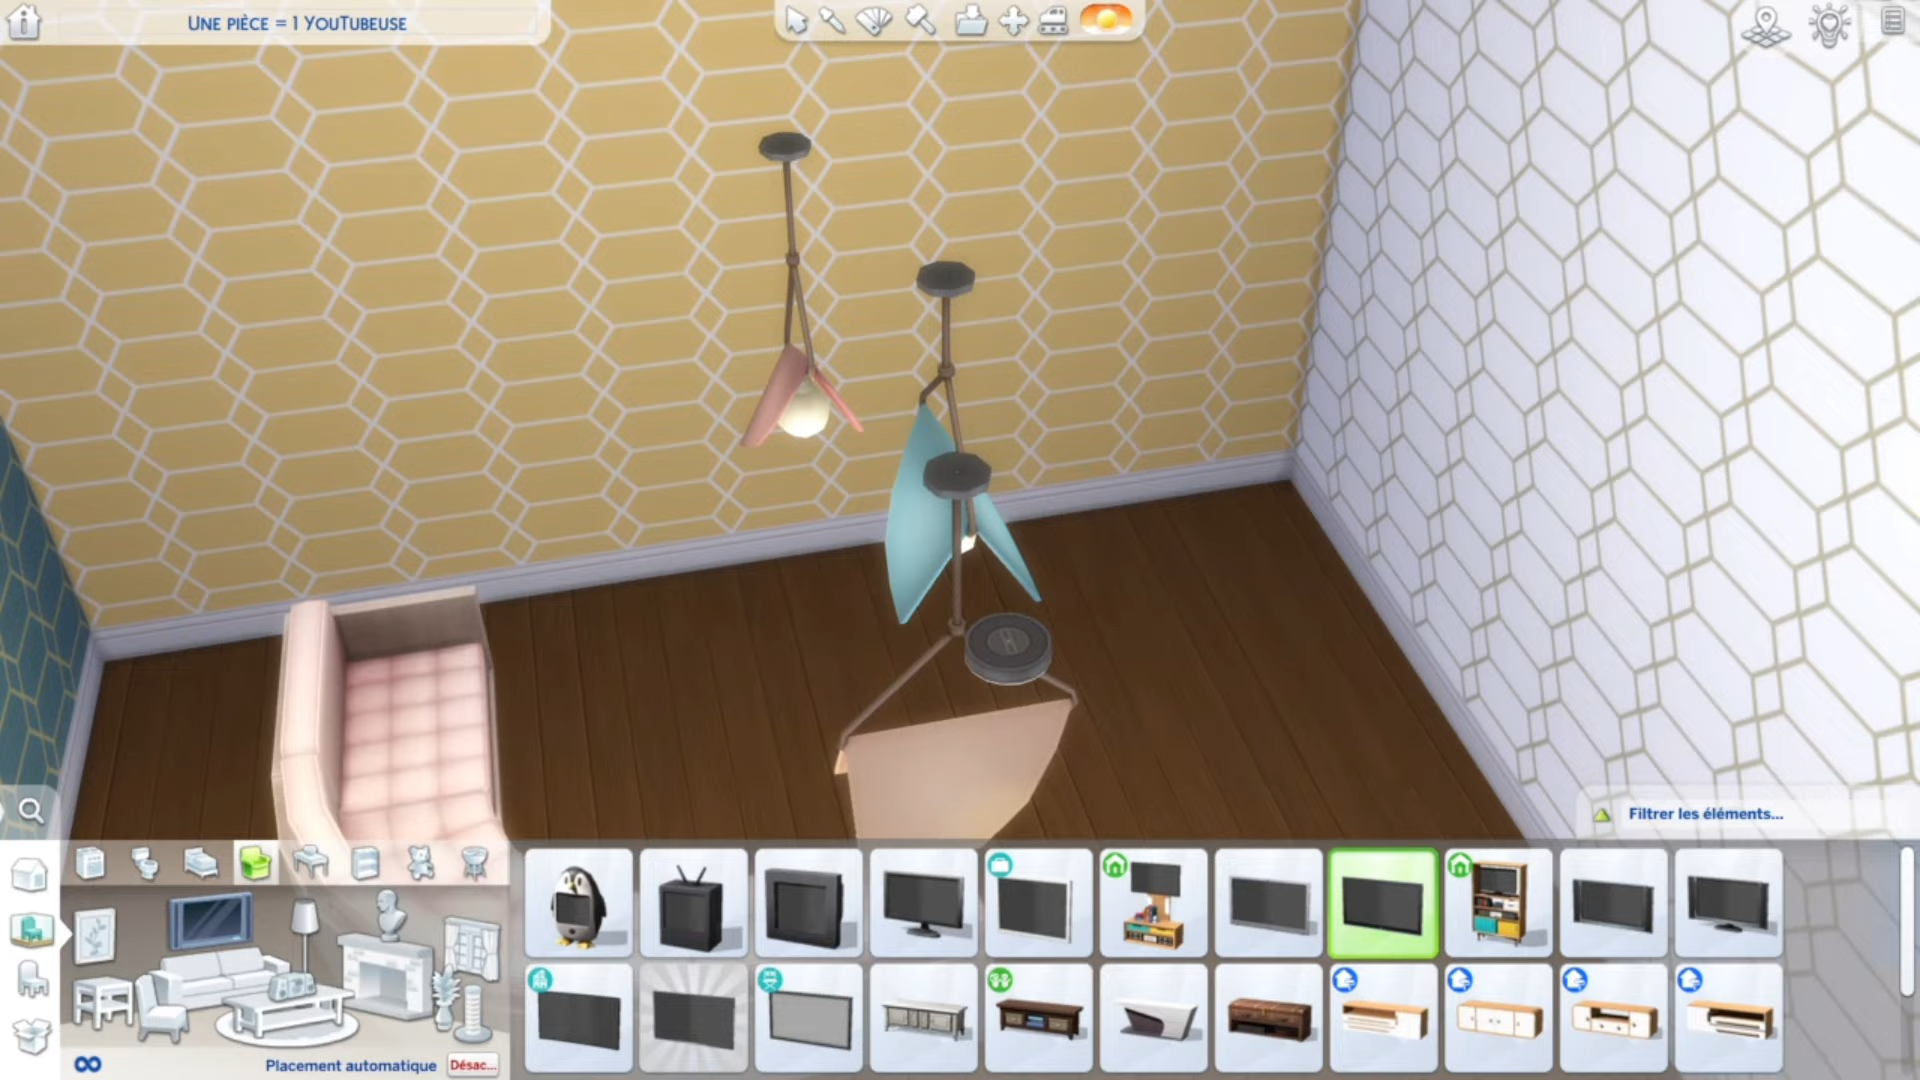 Une pièce = 1 YouTubeuse
Filtrer les éléments...
Placement automatique Désac...